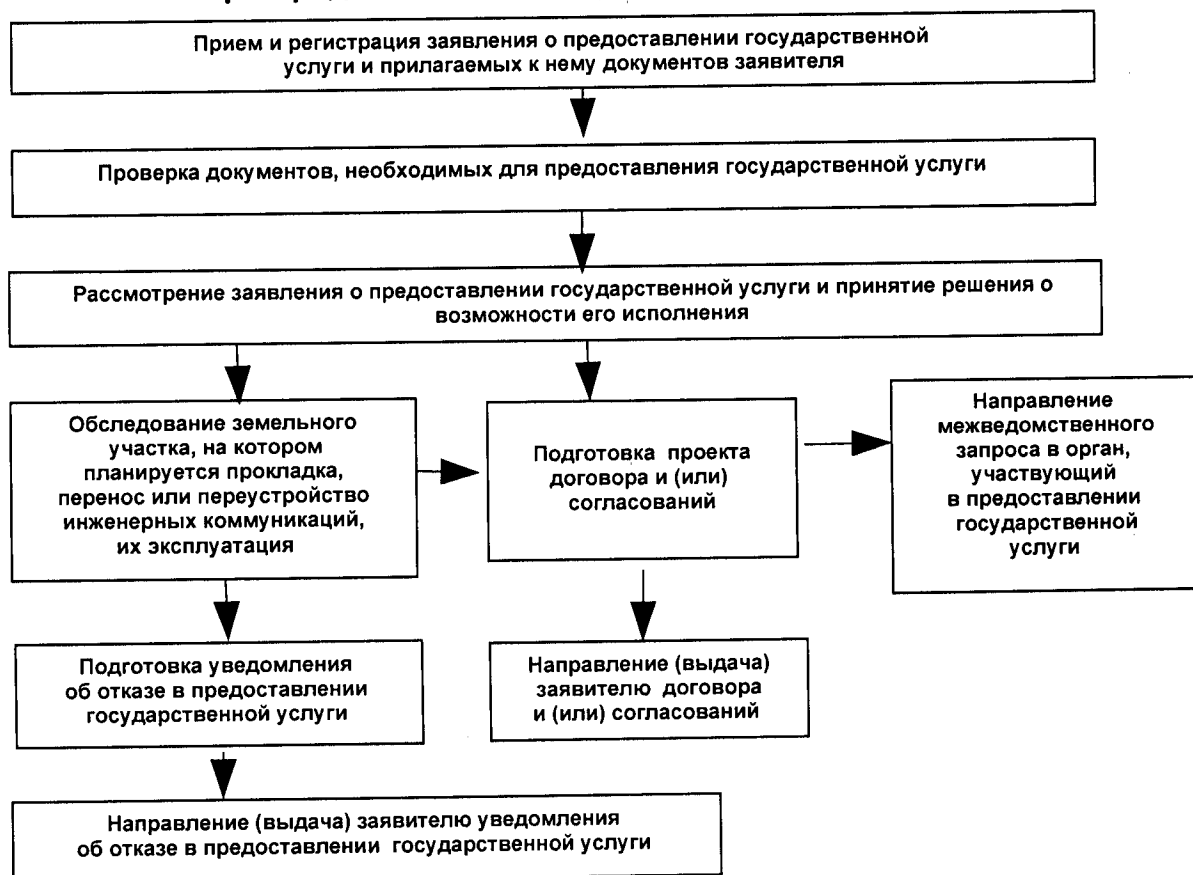 Прием и регистрация заявления о предоставлении государственной
услуги и прилагаемых к нему документов заявителя
Проверка документов, необходимых для предоставления государственной услуги
Рассмотрение заявления о предоставлении государственной услуги и принятие решения о
возможности его исполнения
Обследование земельного
участка, на котором
планируется прокладка,
перенос или переустройство
инженерных коммуникаций,
их эксплуатация
Подготовка проекта
договора и (или)
согласований
Направление
межведомственного
запроса в орган,
участвующий
в предоставлении
государственной
услуги
Подготовка уведомления
об отказе в предоставлении
государственной услуги
Направление (выдача)
заявителю договора
и (или) согласований
Направление (выдача) заявителю уведомления
об отказе в предоставлении государственной услуги